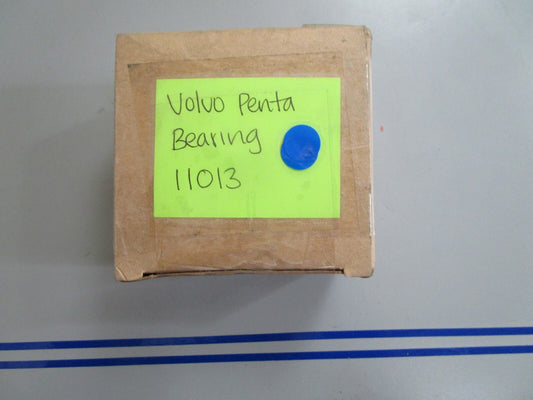 Volvo Penta
Bearing
11013